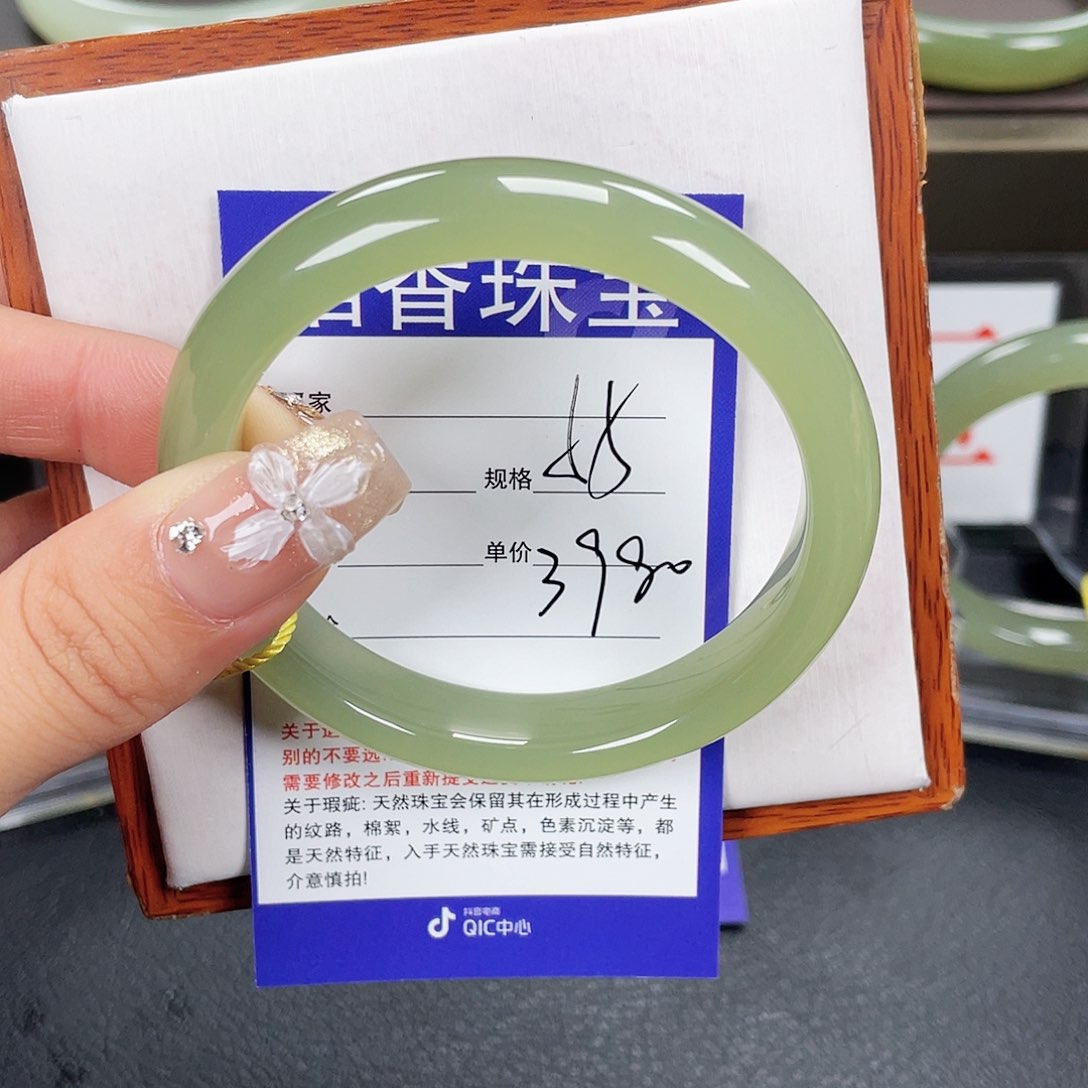 香珠宝
家
规格 58
单价 3980
别的不要选
需要修改之后重新提交
关于瑕疵: 天然珠宝会保留其在形成过程中产生
的纹路，棉絮，水线，矿点，色素沉淀等，都
是天然特征，入手天然珠宝需接受自然特征，
介意慎拍!
抖音电商
QIC中心